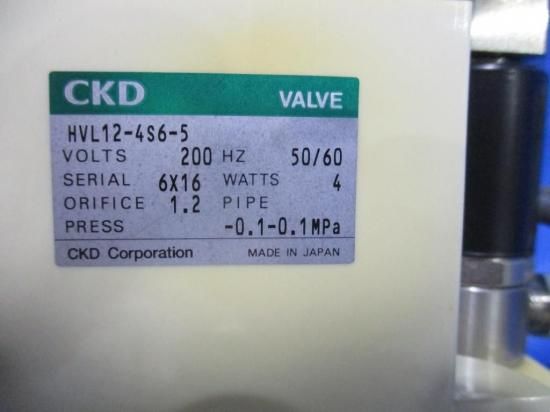 CKD VALVE
HVL12-4S6-5
VOLTS 200 HZ 50/60
SERIAL 6X16 WATTS 4
ORIFICE 1.2 PIPE
PRESS -0.1-0.1MPa
CKD Corporation MADE IN JAPAN